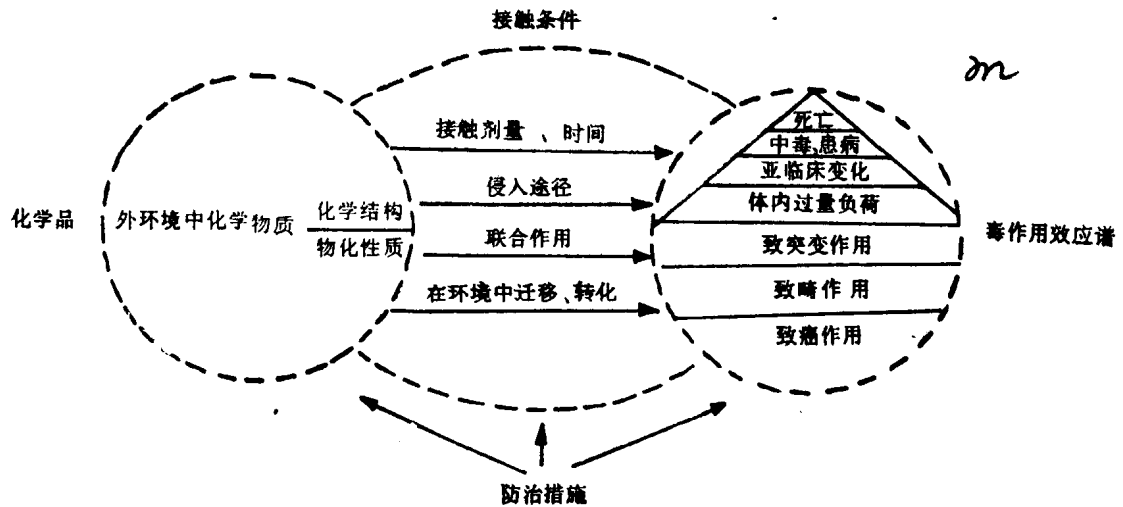 接触条件
m
接触剂量、时间
侵入途径
联合作用
在环境中迁移、转化
化学品
外环境中化学物质
化学结构
物化性质
死亡
中毒、患病
亚临床变化
体内过量负荷
致突变作用
致畸作用
致癌作用
毒作用效应谱
防治措施